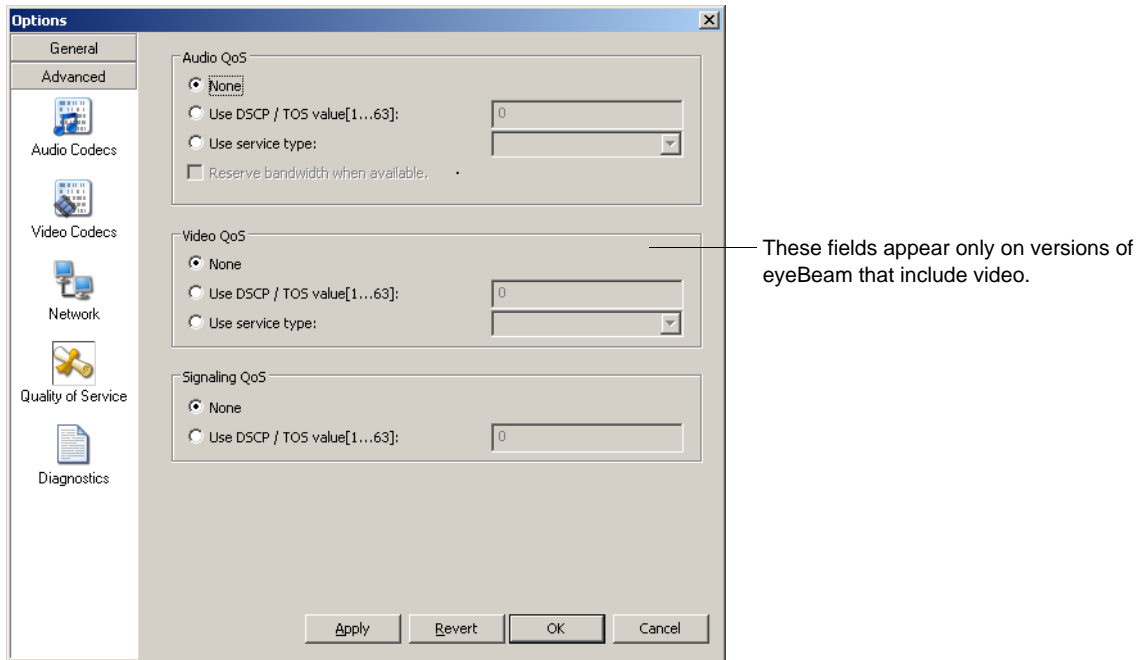 Options
General
Advanced
Audio Codecs
Video Codecs
Network
Quality of Service
Diagnostics
Audio QoS
None
Use DSCP / TOS value[1...63]:
0
Use service type:
Reserve bandwidth when available.
Video QoS
None
Use DSCP / TOS value[1...63]:
0
Use service type:
Signaling QoS
None
Use DSCP / TOS value[1...63]:
0
Apply
Revert
OK
Cancel
These fields appear only on versions of
eyeBeam that include video.